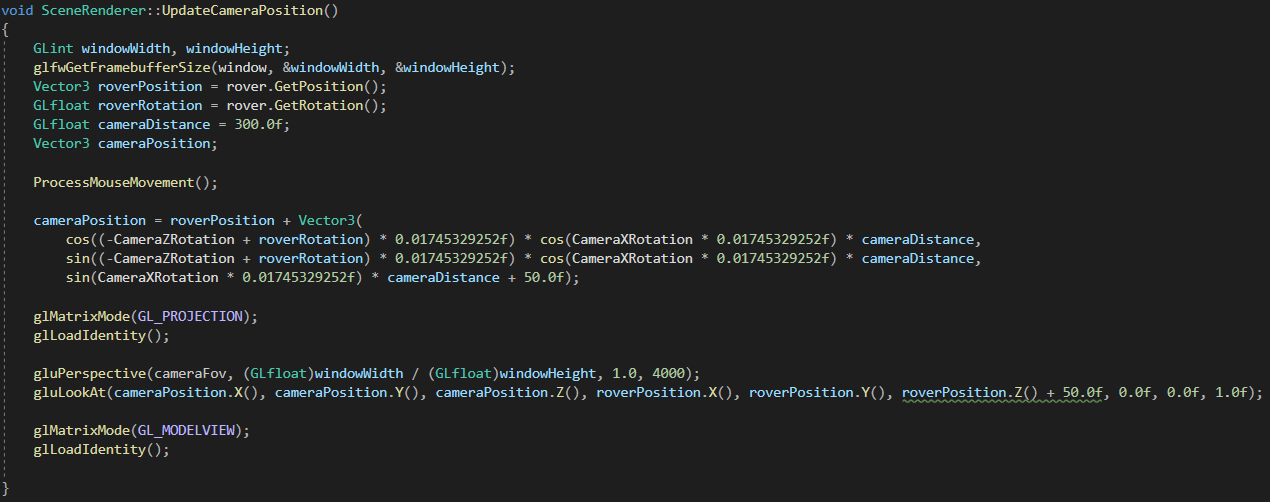 void SceneRenderer::UpdateCameraPosition()
{
GLint windowWidth, windowHeight;
glfwGetFramebufferSize(window, &windowWidth, &windowHeight);
Vector3 roverPosition = rover.GetPosition();
GLfloat roverRotation = rover.GetRotation();
GLfloat cameraDistance = 300.0f;
Vector3 cameraPosition;
ProcessMouseMovement();
cameraPosition = roverPosition + Vector3(
cos((-CameraZRotation + roverRotation) * 0.01745329252f) * cos(CameraXRotation * 0.01745329252f) * cameraDistance,
sin((-CameraZRotation + roverRotation) * 0.01745329252f) * cos(CameraXRotation * 0.01745329252f) * cameraDistance,
sin(CameraXRotation * 0.01745329252f) * cameraDistance + 50.0f);
glMatrixMode(GL_PROJECTION);
glLoadIdentity();
gluPerspective(cameraFov, (GLfloat)windowWidth / (GLfloat)windowHeight, 1.0, 4000);
gluLookAt(cameraPosition.X(), cameraPosition.Y(), cameraPosition.Z(), roverPosition.X(), roverPosition.Y(), roverPosition.Z() + 50.0f, 0.0f, 0.0f, 1.0f);
glMatrixMode(GL_MODELVIEW);
glLoadIdentity();
}